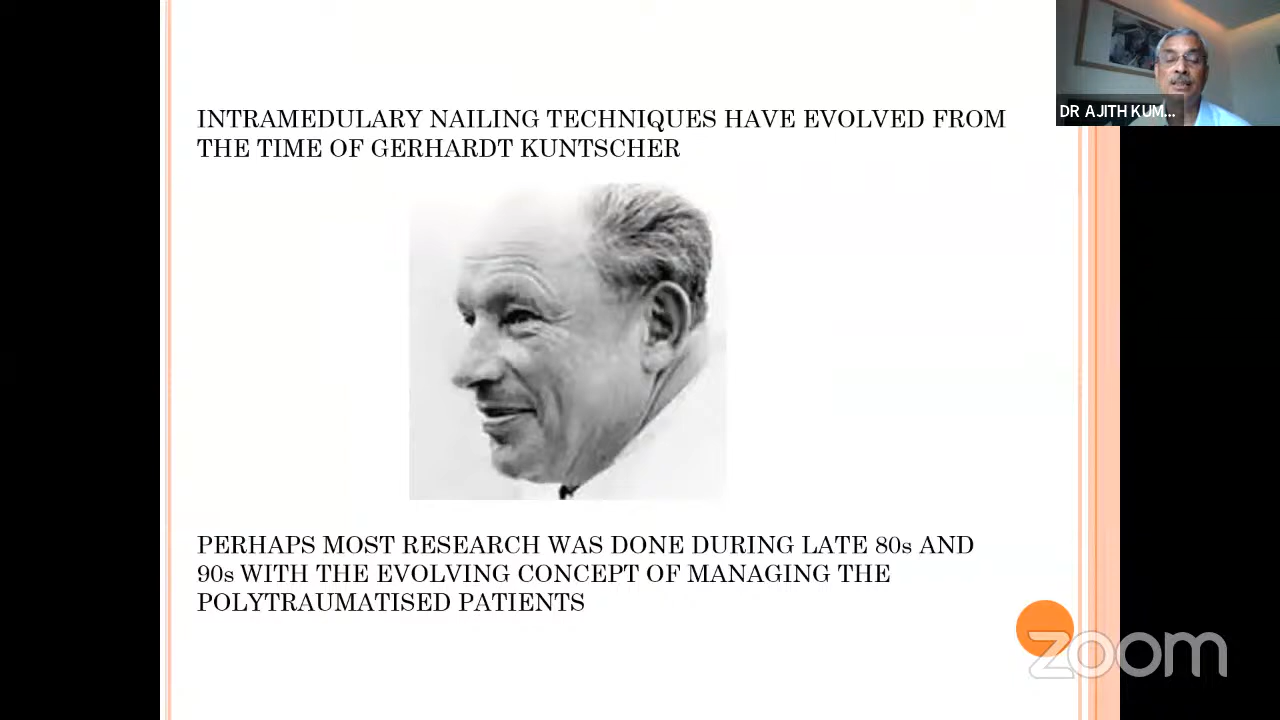 DR AJITH KUM...
INTRAMEDULARY NAILING TECHNIQUES HAVE EVOLVED FROM
THE TIME OF GERHARDT KUNTSCHER
PERHAPS MOST RESEARCH WAS DONE DURING LATE 80s AND
90s WITH THE EVOLVING CONCEPT OF MANAGING THE
POLYTRAUMATISED PATIENTS
zoom